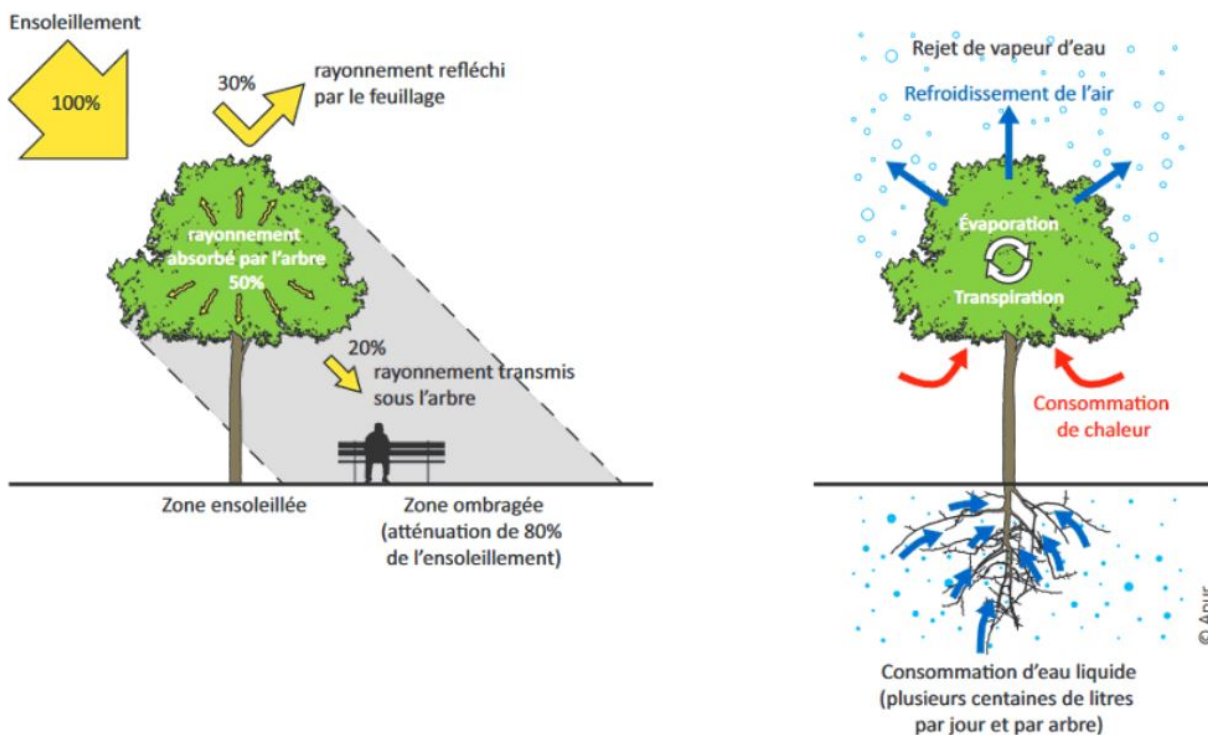 Ensoleillement
100%
30%
rayonnement refléchi
par le feuillage
rayonnement
absorbé par l'arbre
50%
20%
rayonnement transmis
sous l'arbre
Zone ensoleillée
Zone ombragée
(atténuation de 80%
de l'ensoleillement)
Rejet de vapeur d'eau
Refroidissement de l'air
Évaporation
Transpiration
Consommation
de chaleur
Consommation d'eau liquide
(plusieurs centaines de litres
par jour et par arbre)
© Apur